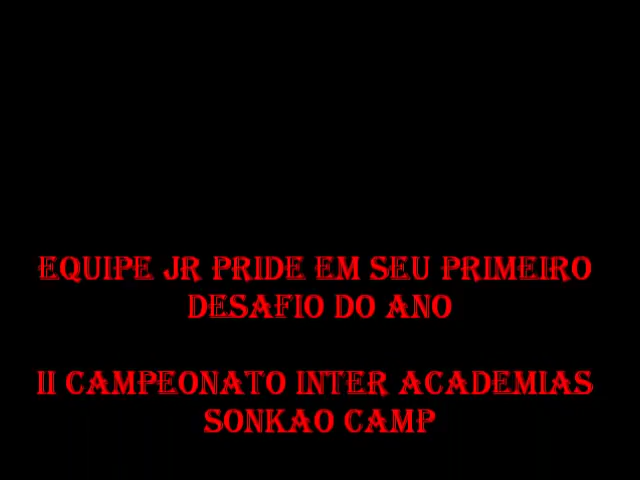 EQUIPE JR PRIDE EM SEU PRIMEIRO
DESAFIO DO ANO
II CAMPEONATO INTER ACADEMIAS
SONKAO CAMP